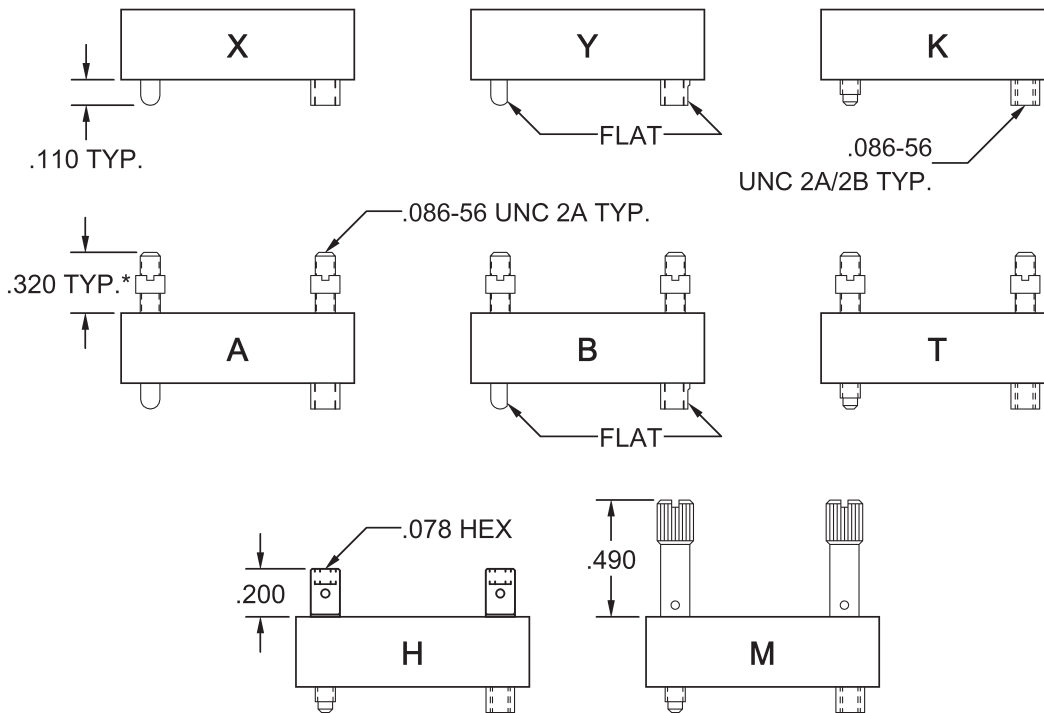 X
Y
K
.110 TYP.
FLAT
.086-56
UNC 2A/2B TYP.
.086-56 UNC 2A TYP.
.320 TYP.*
A
B
T
FLAT
.078 HEX
.200
.490
H
M